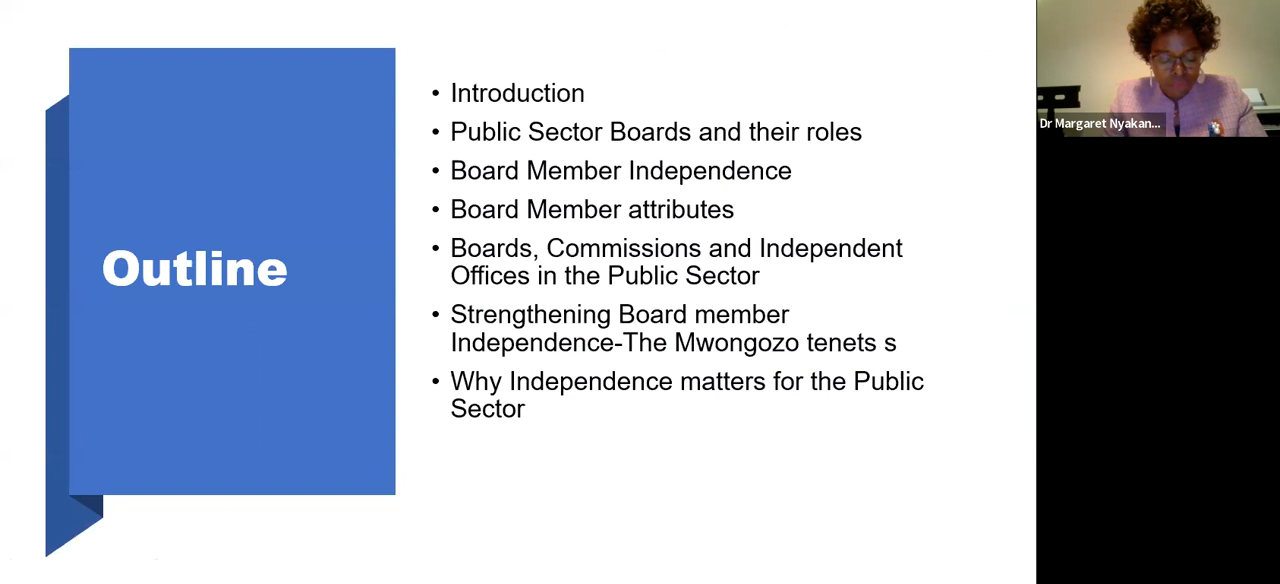 Outline
• Introduction
• Public Sector Boards and their roles
• Board Member Independence
• Board Member attributes
• Boards, Commissions and Independent
Offices in the Public Sector
• Strengthening Board member
Independence-The Mwongozo tenets s
• Why Independence matters for the Public
Sector
Dr Margaret Nyakan...